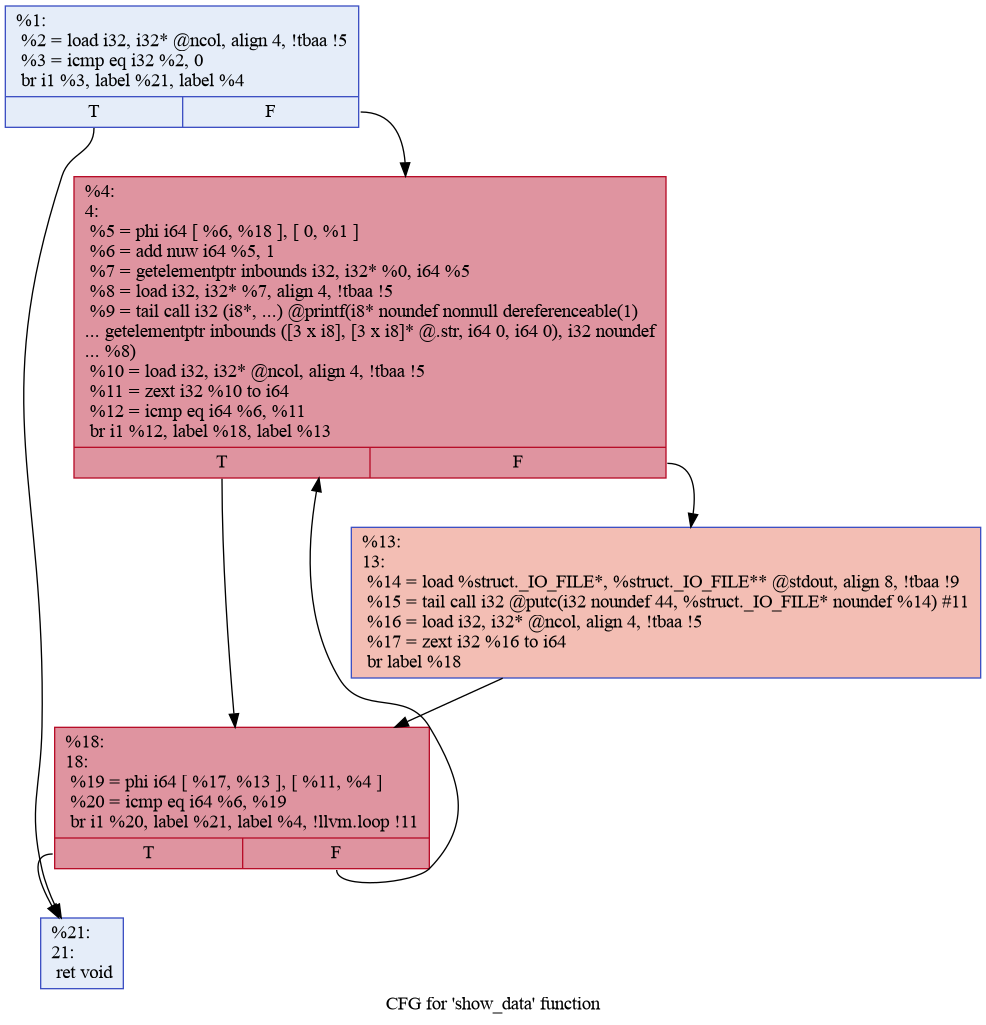 %1:
%2 = load i32, i32* @ncol, align 4, !tbaa !5
%3 = icmp eq i32 %2, 0
br i1 %3, label %21, label %4
T F
%4:
4:
%5 = phi i64 [ %6, %18 ], [ 0, %1 ]
%6 = add nuw i64 %5, 1
%7 = getelementptr inbounds i32, i32* %0, i64 %5
%8 = load i32, i32* %7, align 4, !tbaa !5
%9 = tail call i32 (i8*, ...) @printf(i8* noundef nonnull dereferenceable(1)
... getelementptr inbounds ([3 x i8], [3 x i8]* @.str, i64 0, i64 0), i32 noundef
... %8)
%10 = load i32, i32* @ncol, align 4, !tbaa !5
%11 = zext i32 %10 to i64
%12 = icmp eq i64 %6, %11
br i1 %12, label %18, label %13
T F
%13:
13:
%14 = load %struct._IO_FILE*, %struct._IO_FILE** @stdout, align 8, !tbaa !9
%15 = tail call i32 @putc(i32 noundef 44, %struct._IO_FILE* noundef %14) #11
%16 = load i32, i32* @ncol, align 4, !tbaa !5
%17 = zext i32 %16 to i64
br label %18
%18:
18:
%19 = phi i64 [ %17, %13 ], [ %11, %4 ]
%20 = icmp eq i64 %6, %19
br i1 %20, label %21, label %4, !llvm.loop !11
T F
%21:
21:
ret void
CFG for 'show_data' function